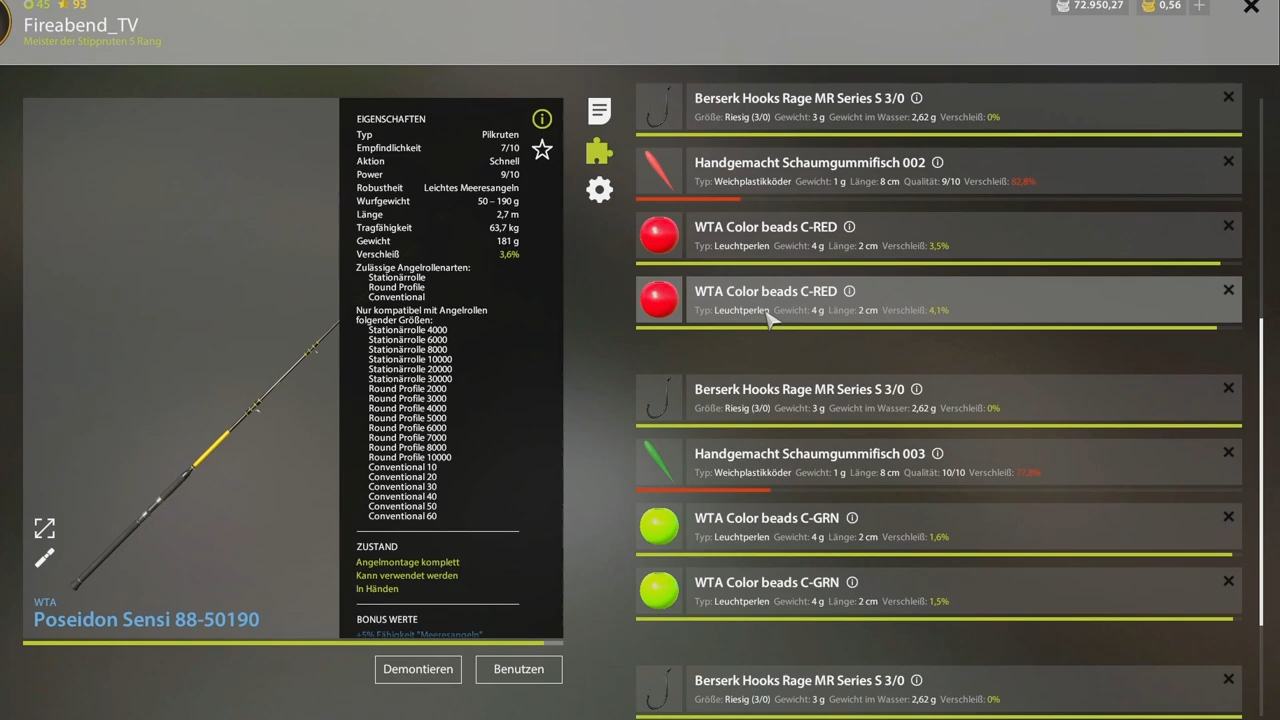 45 93
Fireabend_TV
Meister der Stippruten 5 Rang
72.950,27
0,56
EIGENSCHAFTEN
Typ Pilkruten
Empfindlichkeit 7/10
Aktion Schnell
Power 9/10
Robustheit Leichtes Meeresangeln
Wurfgewicht 50 – 190 g
Länge 2,7 m
Tragfähigkeit 63,7 kg
Gewicht 181 g
Verschleiß 3,6%
Zulässige Angelrollenarten:
Stationärrolle
Round Profile
Conventional
Nur kompatibel mit Angelrollen
folgender Größen:
Stationärrolle 4000
Stationärrolle 6000
Stationärrolle 8000
Stationärrolle 10000
Stationärrolle 20000
Stationärrolle 30000
Round Profile 2000
Round Profile 3000
Round Profile 4000
Round Profile 5000
Round Profile 6000
Round Profile 7000
Round Profile 8000
Round Profile 10000
Conventional 10
Conventional 20
Conventional 30
Conventional 40
Conventional 50
Conventional 60
ZUSTAND
Angelmontage komplett
Kann verwendet werden
In Händen
BONUS WERTE
+5% Fähigkeit "Meeresangeln"
WTA
Poseidon Sensi 88-50190
Demontieren
Benutzen
Berserk Hooks Rage MR Series S 3/0
Größe: Riesig (3/0) Gewicht: 3 g Gewicht im Wasser: 2,62 g Verschleiß: 0%
Handgemacht Schaumgummifisch 002
Typ: Weichplastikköder Gewicht: 1 g Länge: 8 cm Qualität: 9/10 Verschleiß: 82,8%
WTA Color beads C-RED
Typ: Leuchtperlen Gewicht: 4 g Länge: 2 cm Verschleiß: 3,5%
WTA Color beads C-RED
Typ: Leuchtperlen Gewicht: 4 g Länge: 2 cm Verschleiß: 4,1%
Berserk Hooks Rage MR Series S 3/0
Größe: Riesig (3/0) Gewicht: 3 g Gewicht im Wasser: 2,62 g Verschleiß: 0%
Handgemacht Schaumgummifisch 003
Typ: Weichplastikköder Gewicht: 1 g Länge: 8 cm Qualität: 10/10 Verschleiß: 77,8%
WTA Color beads C-GRN
Typ: Leuchtperlen Gewicht: 4 g Länge: 2 cm Verschleiß: 1,6%
WTA Color beads C-GRN
Typ: Leuchtperlen Gewicht: 4 g Länge: 2 cm Verschleiß: 1,5%
Berserk Hooks Rage MR Series S 3/0
Größe: Riesig (3/0) Gewicht: 3 g Gewicht im Wasser: 2,62 g Verschleiß: 0%